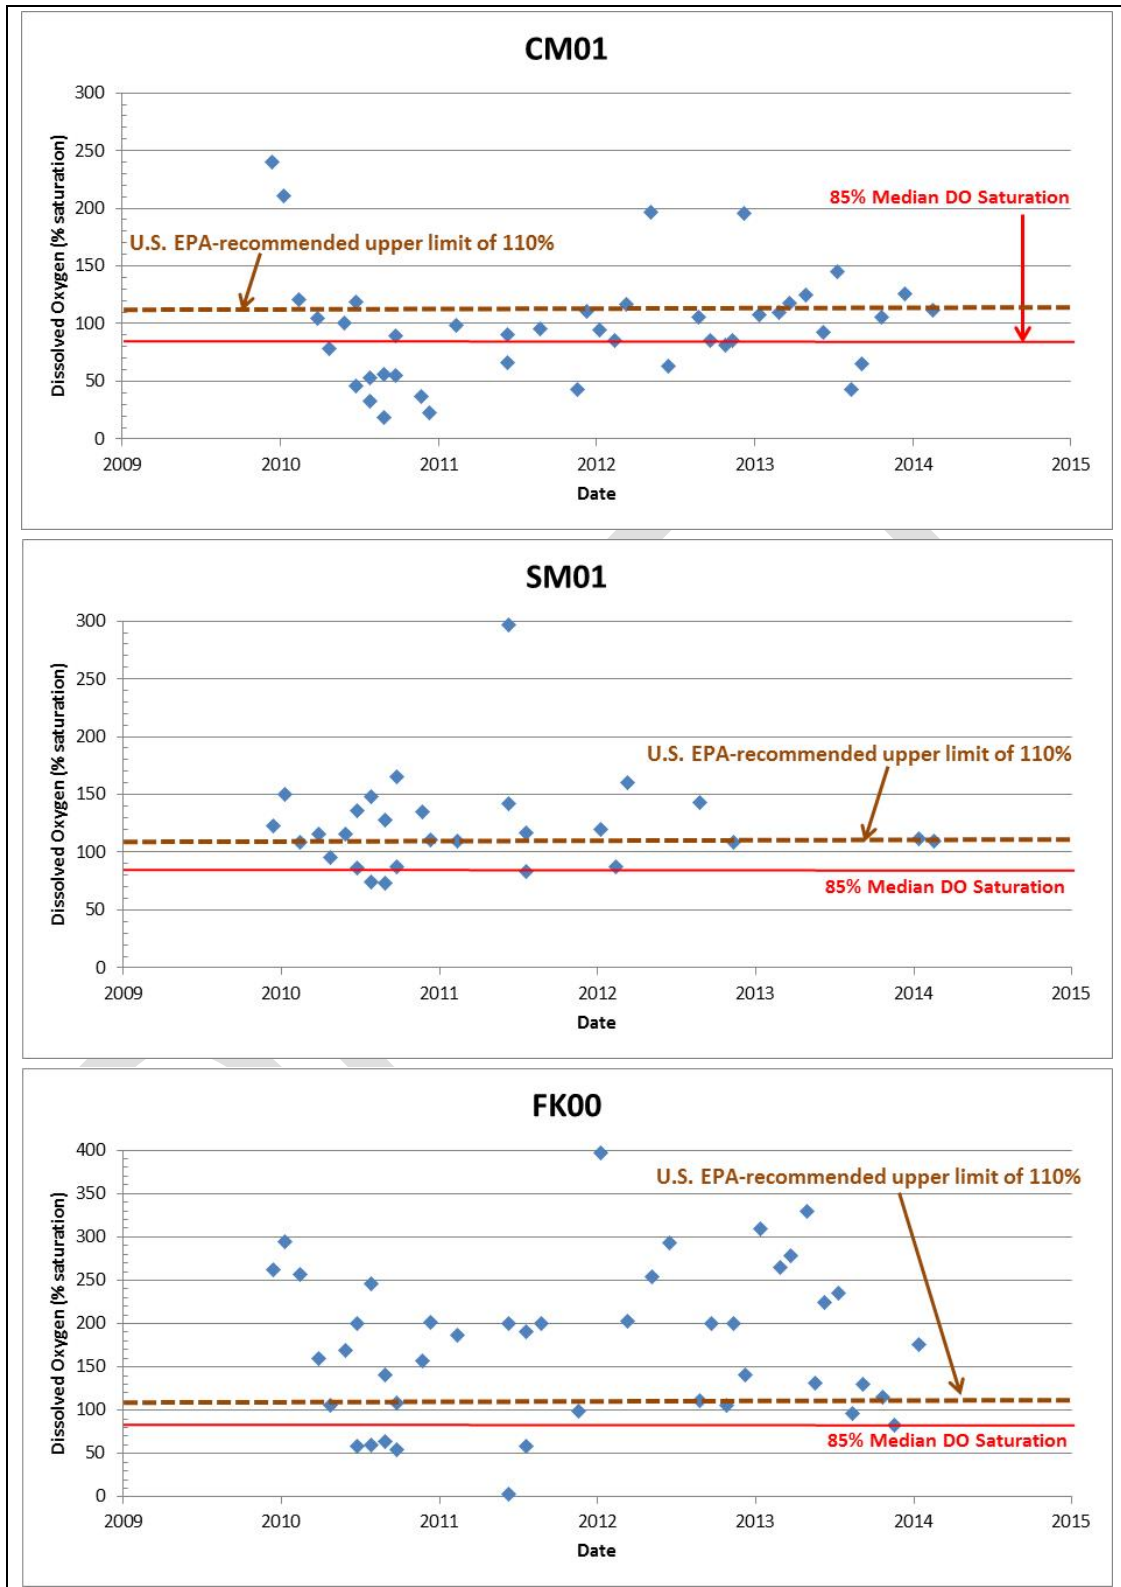 CM01
300
250
200
150
100
50
0
Dissolved Oxygen (% saturation)
85% Median DO Saturation
U.S. EPA-recommended upper limit of 110%
2009 2010 2011 2012 2013 2014 2015
Date
SM01
300
250
200
150
100
50
0
Dissolved Oxygen (% saturation)
U.S. EPA-recommended upper limit of 110%
85% Median DO Saturation
2009 2010 2011 2012 2013 2014 2015
Date
FK00
400
350
300
250
200
150
100
50
0
Dissolved Oxygen (% saturation)
U.S. EPA-recommended upper limit of 110%
85% Median DO Saturation
2009 2010 2011 2012 2013 2014 2015
Date